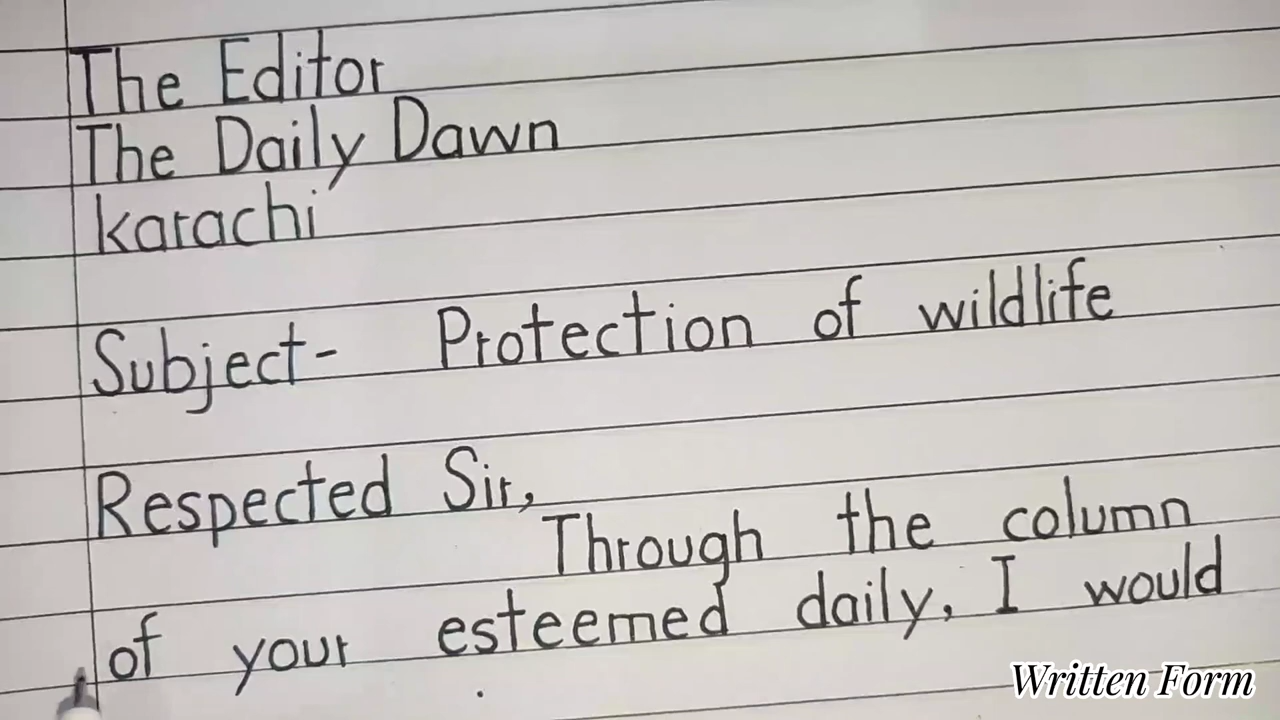 The Editor
The Daily Dawn
karachi
Subject- Protection of wildlife
Respected Sir,
Through the column
of your esteemed daily, I would
Written Form